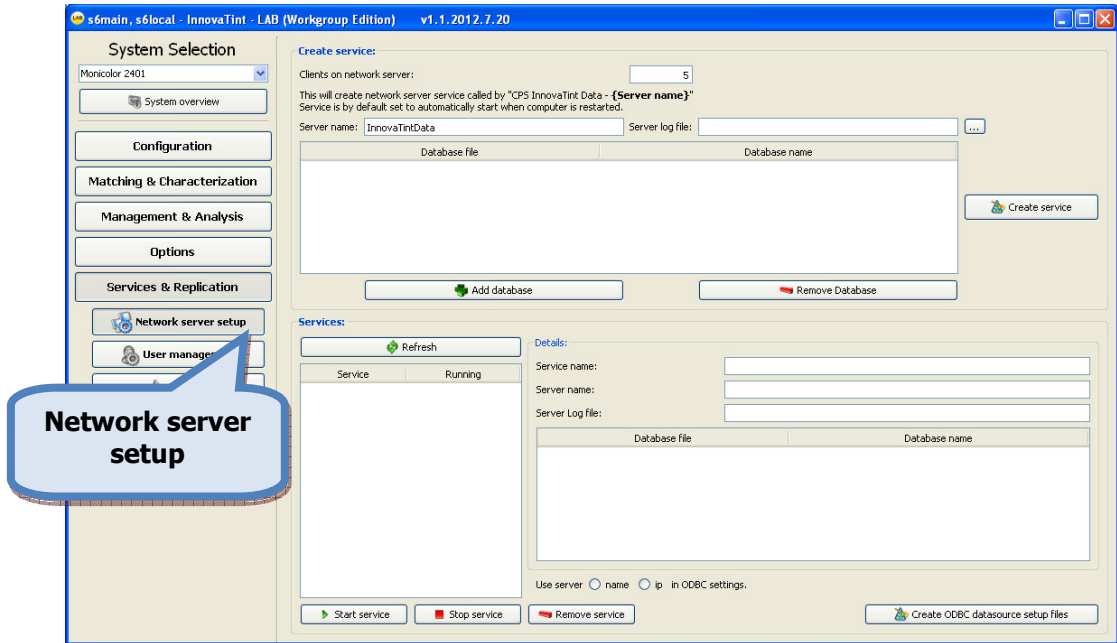 s6main, s6local - InnovaTint - LAB (Workgroup Edition) v1.1.2012.7.20
System Selection
Monicolor 2401
System overview
Configuration
Matching & Characterization
Management & Analysis
Options
Services & Replication
Network server setup
User manage
Network server
setup
Create service:
Clients on network server: 5
This will create network server service called by "CPS InnovaTint Data - {Server name}"
Service is by default set to automatically start when computer is restarted.
Server name: InnovaTintData Server log file: ...
Database file Database name
Create service
Add database Remove Database
Services:
Refresh
Service Running
Details:
Service name:
Server name:
Server Log file:
Database file Database name
Use server name ip in ODBC settings.
Start service Stop service Remove service Create ODBC datasource setup files